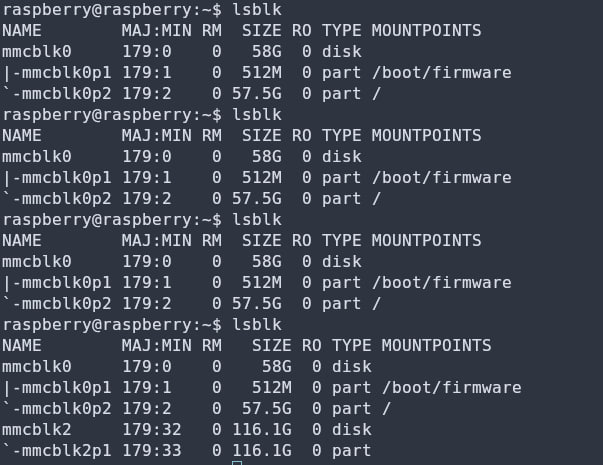 raspberry@raspberry:~$ lsblk
NAME        MAJ:MIN RM  SIZE RO TYPE MOUNTPOINTS
mmcblk0     179:0    0   58G  0 disk
|-mmcblk0p1 179:1    0  512M  0 part /boot/firmware
`-mmcblk0p2 179:2    0 57.5G  0 part /
raspberry@raspberry:~$ lsblk
NAME        MAJ:MIN RM  SIZE RO TYPE MOUNTPOINTS
mmcblk0     179:0    0   58G  0 disk
|-mmcblk0p1 179:1    0  512M  0 part /boot/firmware
`-mmcblk0p2 179:2    0 57.5G  0 part /
raspberry@raspberry:~$ lsblk
NAME        MAJ:MIN RM  SIZE RO TYPE MOUNTPOINTS
mmcblk0     179:0    0   58G  0 disk
|-mmcblk0p1 179:1    0  512M  0 part /boot/firmware
`-mmcblk0p2 179:2    0 57.5G  0 part /
raspberry@raspberry:~$ lsblk
NAME        MAJ:MIN RM   SIZE RO TYPE MOUNTPOINTS
mmcblk0     179:0    0    58G  0 disk
|-mmcblk0p1 179:1    0   512M  0 part /boot/firmware
`-mmcblk0p2 179:2    0  57.5G  0 part /
mmcblk2     179:32   0 116.1G  0 disk
`-mmcblk2p1 179:33   0 116.1G  0 part